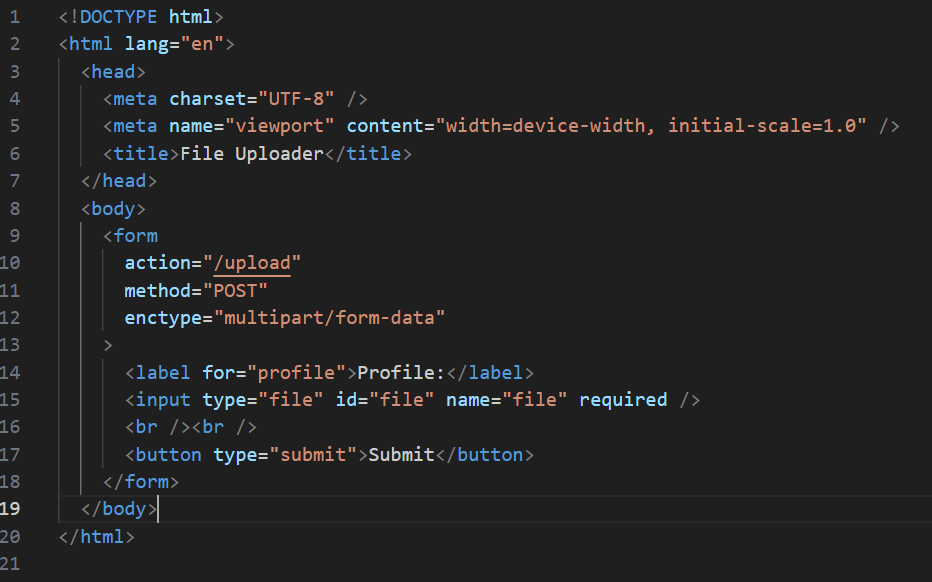 1 <!DOCTYPE html>
2 <html lang="en">
3 <head>
4 <meta charset="UTF-8" />
5 <meta name="viewport" content="width=device-width, initial-scale=1.0" />
6 <title>File Uploader</title>
7 </head>
8 <body>
9 <form
10 action="/upload"
11 method="POST"
12 enctype="multipart/form-data"
13 >
14 <label for="profile">Profile:</label>
15 <input type="file" id="file" name="file" required />
16 <br /><br />
17 <button type="submit">Submit</button>
18 </form>
19 </body>
20 </html>
21